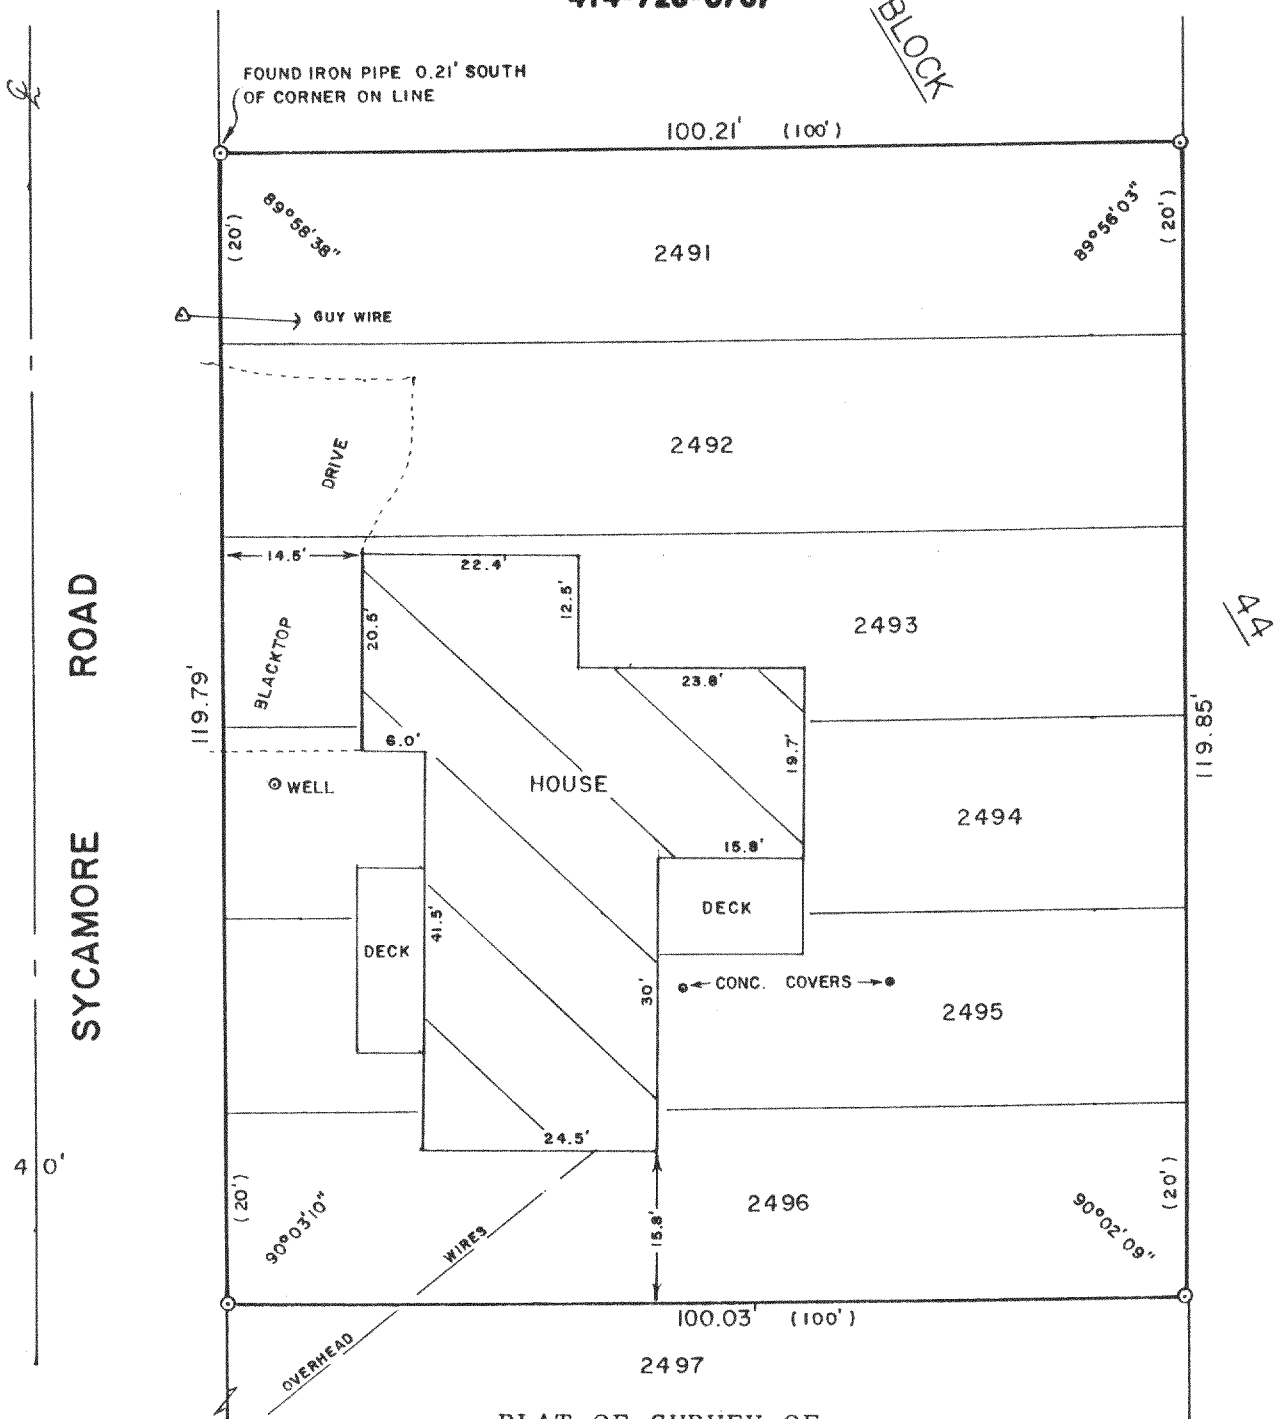 BLOCK
FOUND IRON PIPE 0.21' SOUTH
OF CORNER ON LINE
100.21' (100')
(20')
89°58'38"
89°56'03"
(20')
2491
GUY WIRE
2492
DRIVE
14.5'
22.4'
12.5'
20.5'
2493
44
ROAD
BLACKTOP
119.79'
23.8'
119.85'
6.0'
19.7'
HOUSE
WELL
2494
15.8'
SYCAMORE
DECK
41.5'
DECK
30'
CONC. COVERS
2495
24.5'
40'
(20')
90°03'10"
2496
(20')
90°02'09"
15.8'
WIRES
100.03' (100')
OVERHEAD
2497
PLAT OF SURVEY OF